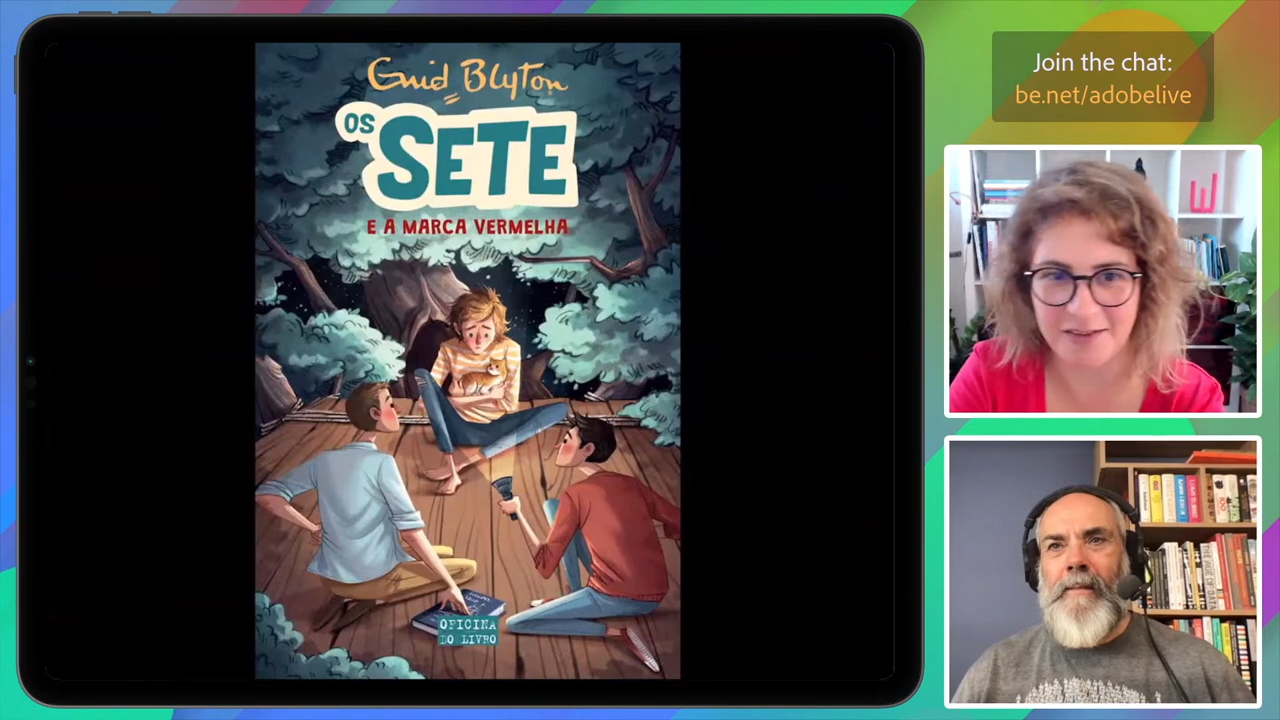 Enid Blyton
OS
SETE
E A MARCA VERMELHA
OFICINA
DO LIVRO
Join the chat:
be.net/adobelive
W